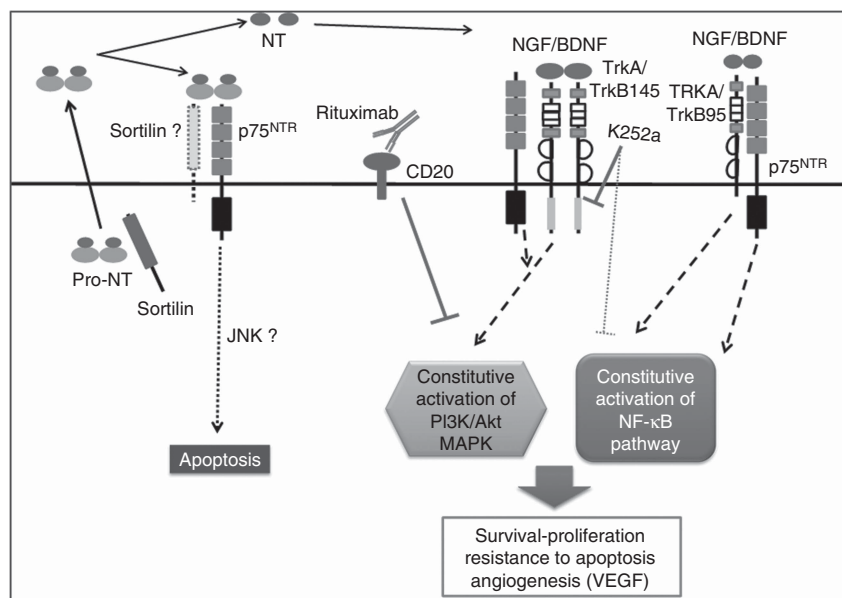 NT
NGF/BDNF
TrkA/
TrkB145
NGF/BDNF
TRKA/
TrkB95
Rituximab
Sortilin ?
p75NTR
K252a
CD20
p75NTR
Pro-NT
Sortilin
JNK ?
Constitutive
activation of
PI3K/Akt
MAPK
Constitutive
activation of
NF-κB
pathway
Apoptosis
Survival-proliferation
resistance to apoptosis
angiogenesis (VEGF)